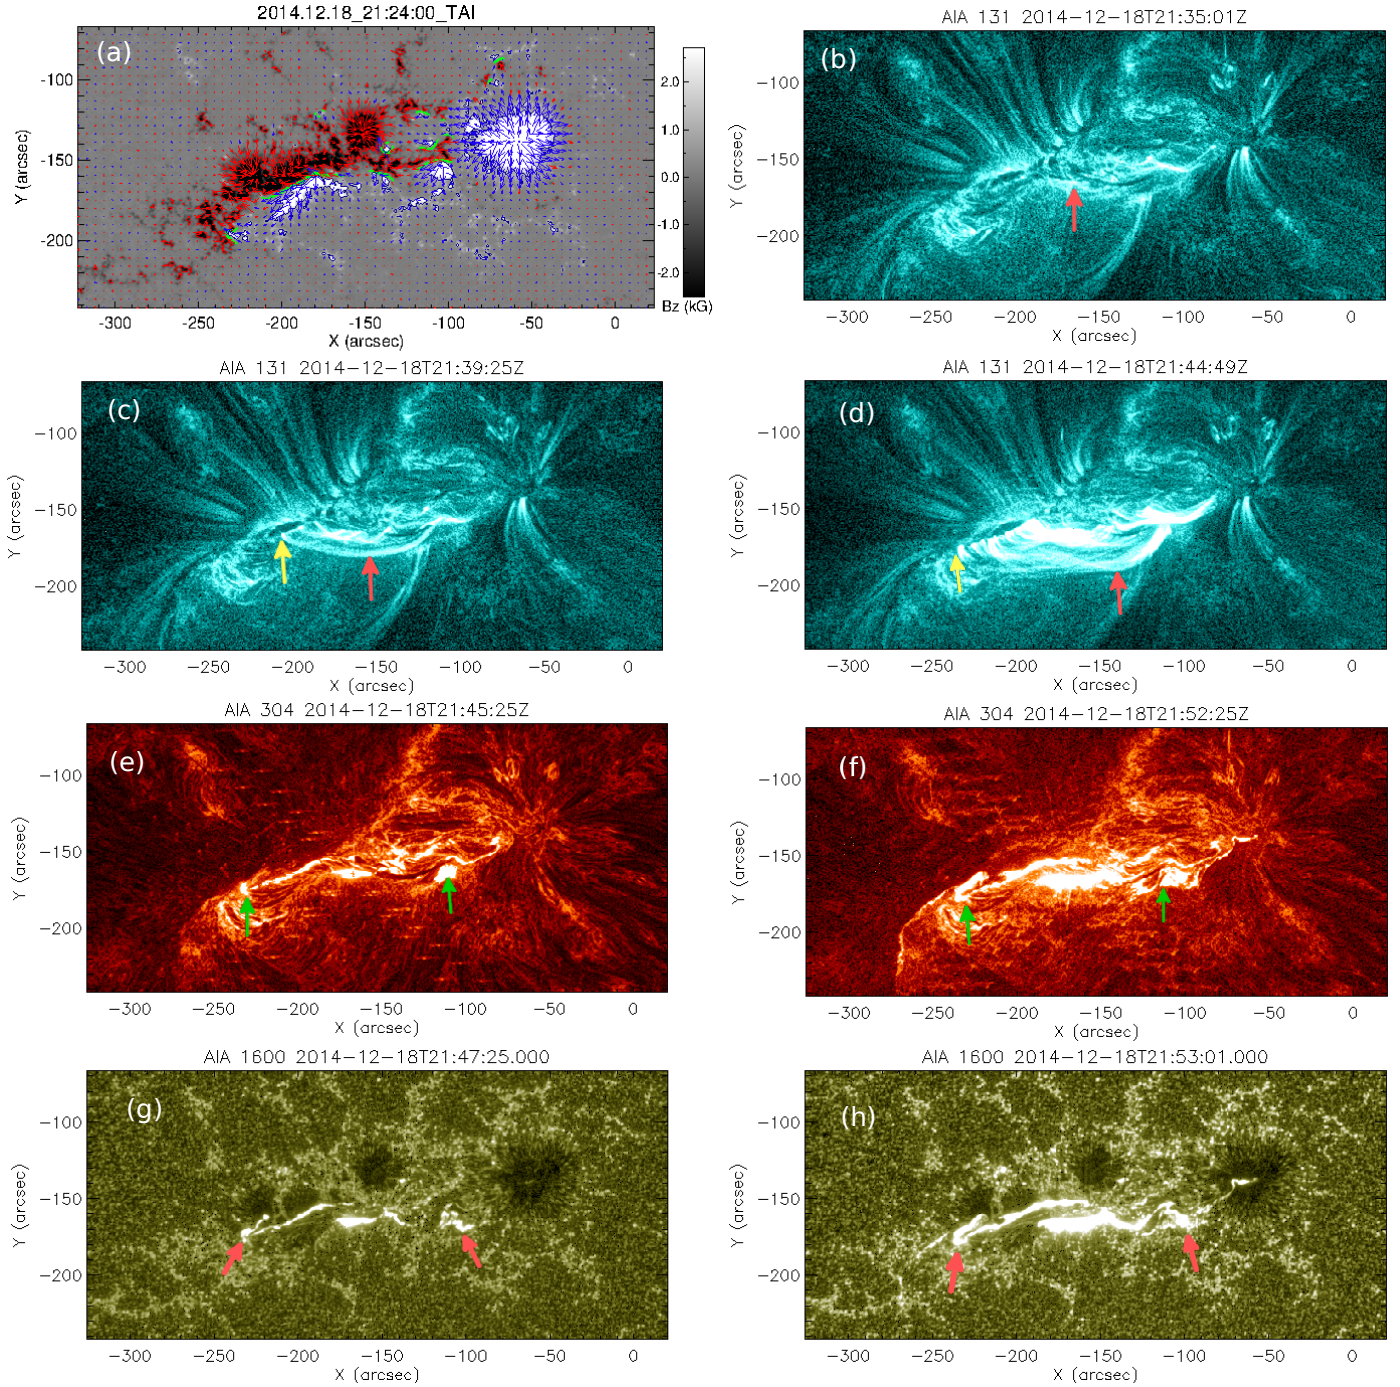 2014.12.18_21:24:00_TAI
(a)
-100
-150
-200
Y (arcsec)
-300 -250 -200 -150 -100 -50 0
X (arcsec)
2.0
1.0
0.0
-1.0
-2.0
Bz (kG)
AIA 131 2014-12-18T21:35:01Z
(b)
-100
-150
-200
Y (arcsec)
-300 -250 -200 -150 -100 -50 0
X (arcsec)
AIA 131 2014-12-18T21:39:25Z
(c)
-100
-150
-200
Y (arcsec)
-300 -250 -200 -150 -100 -50 0
X (arcsec)
AIA 131 2014-12-18T21:44:49Z
(d)
-100
-150
-200
Y (arcsec)
-300 -250 -200 -150 -100 -50 0
X (arcsec)
AIA 304 2014-12-18T21:45:25Z
(e)
-100
-150
-200
Y (arcsec)
-300 -250 -200 -150 -100 -50 0
X (arcsec)
AIA 304 2014-12-18T21:52:25Z
(f)
-100
-150
-200
Y (arcsec)
-300 -250 -200 -150 -100 -50 0
X (arcsec)
AIA 1600 2014-12-18T21:47:25.000
(g)
-100
-150
-200
Y (arcsec)
-300 -250 -200 -150 -100 -50 0
X (arcsec)
AIA 1600 2014-12-18T21:53:01.000
(h)
-100
-150
-200
Y (arcsec)
-300 -250 -200 -150 -100 -50 0
X (arcsec)